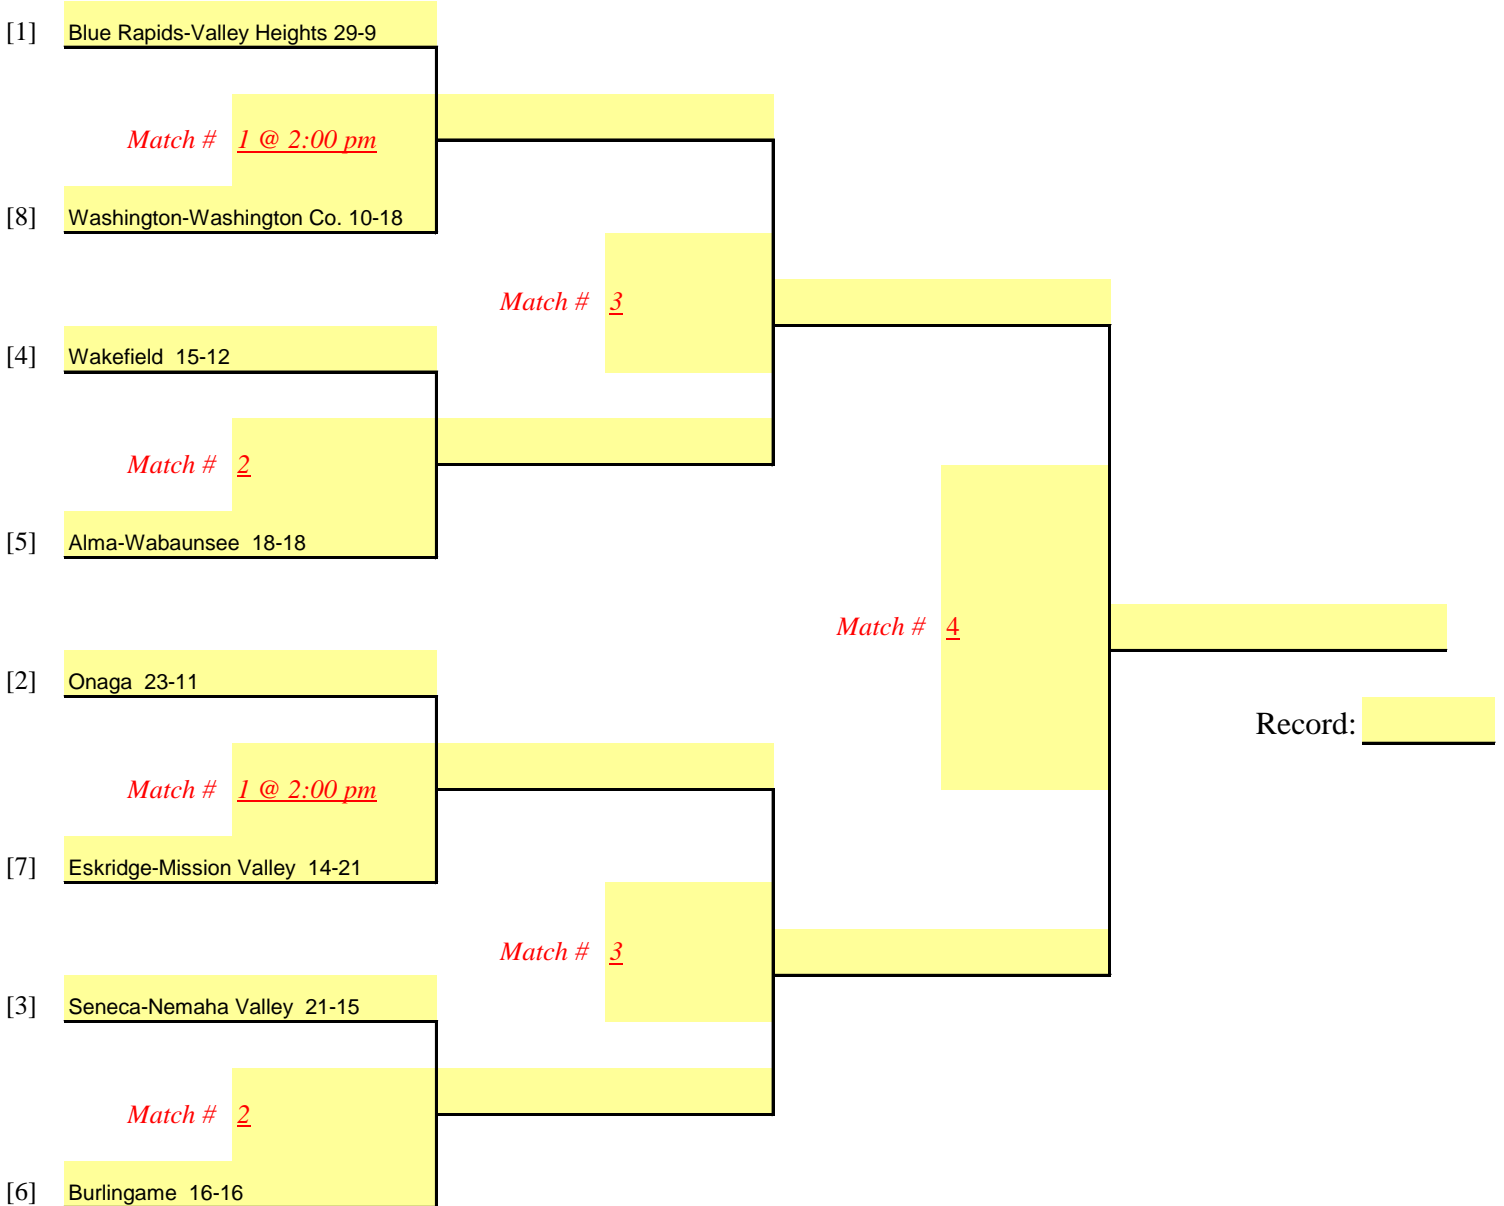 [1] Blue Rapids-Valley Heights 29-9
Match # 1 @ 2:00 pm
[8] Washington-Washington Co. 10-18
Match # 3
[4] Wakefield 15-12
Match # 2
[5] Alma-Wabaunsee 18-18
Match # 4
[2] Onaga 23-11
Record:
Match # 1 @ 2:00 pm
[7] Eskridge-Mission Valley 14-21
Match # 3
[3] Seneca-Nemaha Valley 21-15
Match # 2
[6] Burlingame 16-16